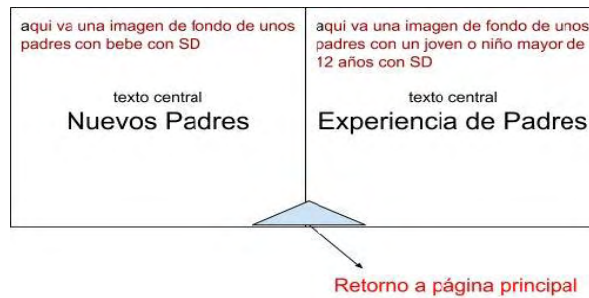 aqui va una imagen de fondo de unos
padres con bebe con SD
texto central
Nuevos Padres
aqui va una imagen de fondo de unos
padres con un joven o niño mayor de
12 años con SD
texto central
Experiencia de Padres
Retorno a página principal